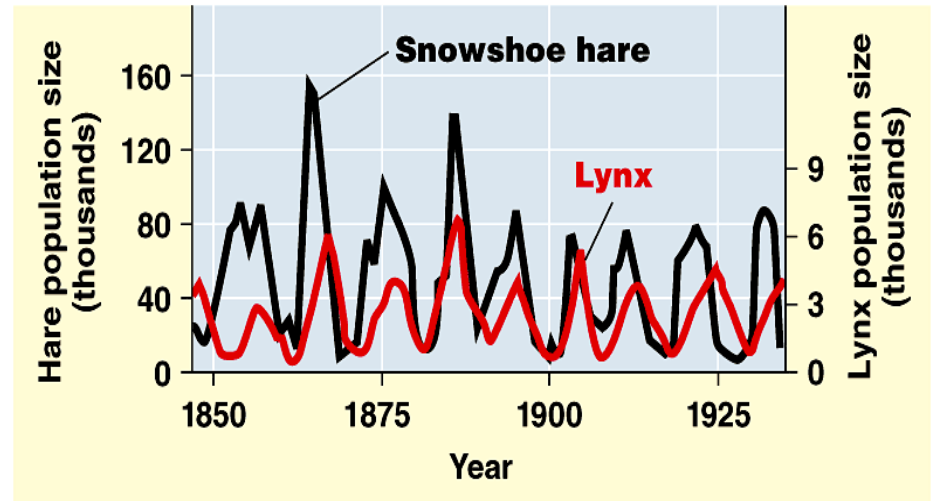 Snowshoe hare
Lynx
Hare population size
(thousands)
160
120
80
40
0
Lynx population size
(thousands)
9
6
3
0
1850
1875
1900
1925
Year